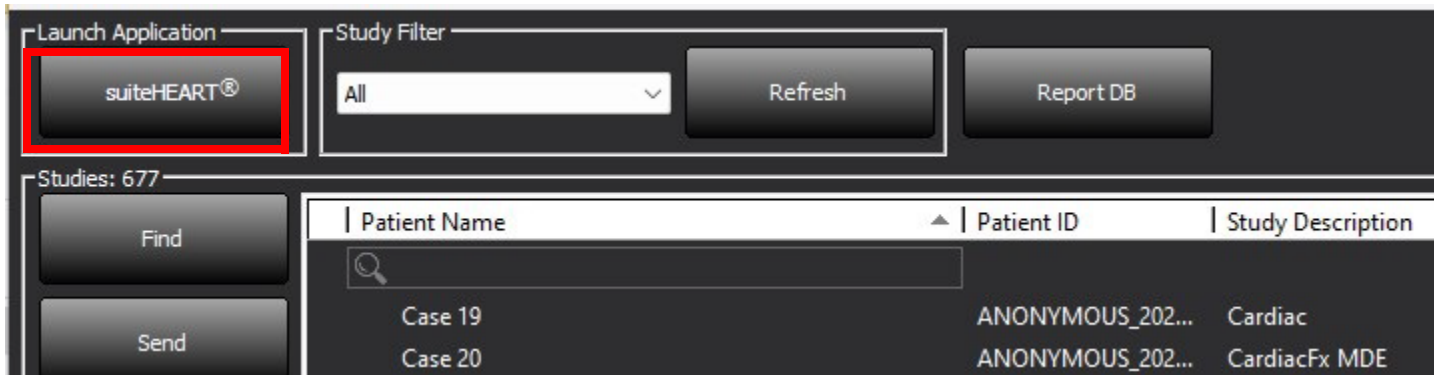 Launch Application
Study Filter
suiteHEART®
All
Refresh
Report DB
Studies: 677
Find
Send
Patient Name
Patient ID
Study Description
Case 19
ANONYMOUS_202...
Cardiac
Case 20
ANONYMOUS_202...
CardiacFx MDE